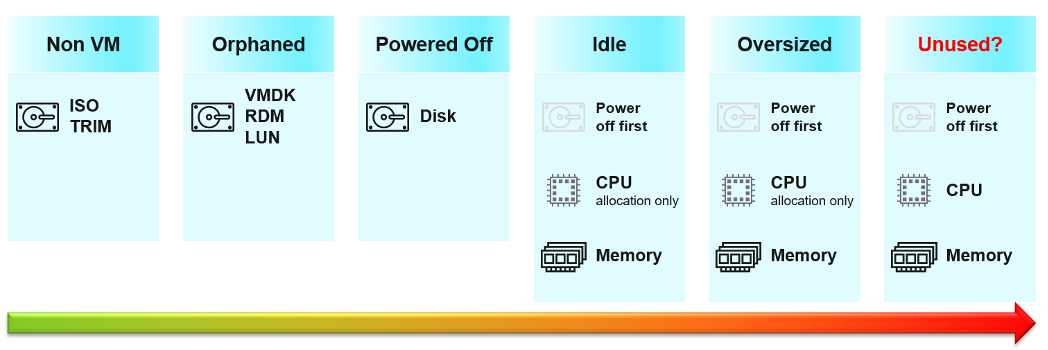 Non VM
Orphaned
Powered Off
Idle
Oversized
Unused?
ISO
TRIM
VMDK
RDM
LUN
Disk
Power
off first
CPU
allocation only
Memory
Power
off first
CPU
allocation only
Memory
Power
off first
CPU
Memory